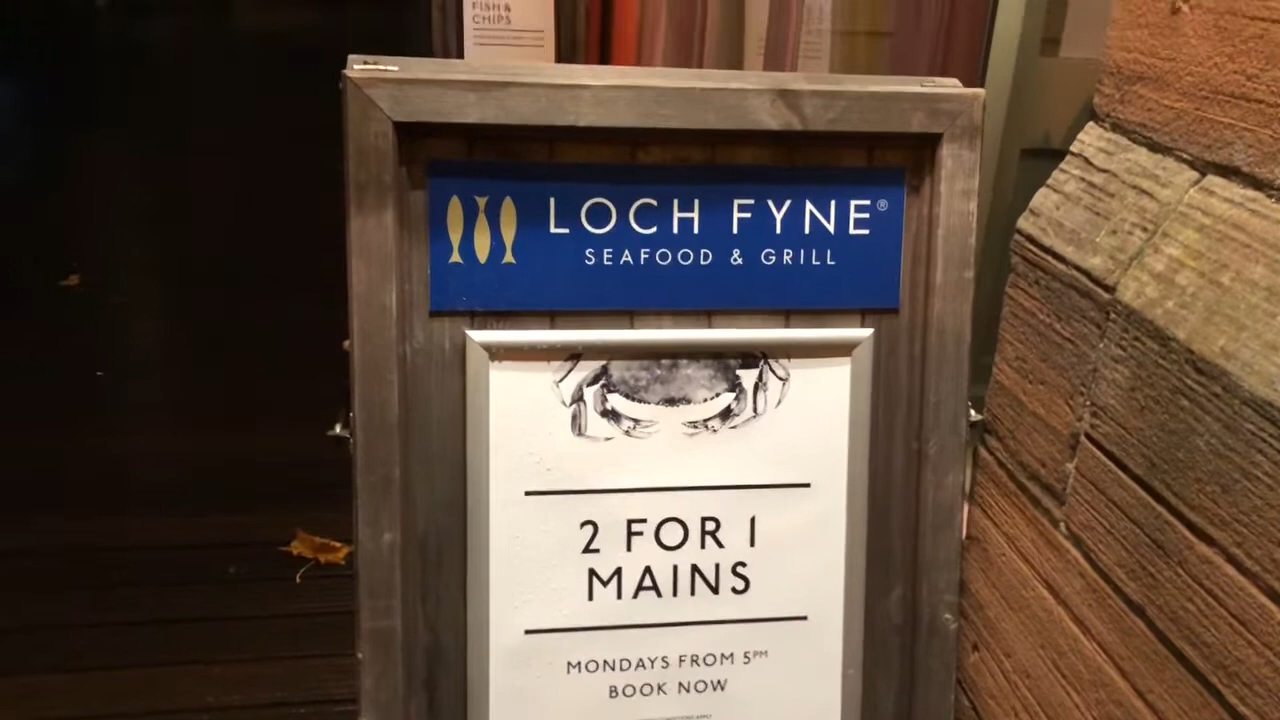 FISH &
CHIPS
LOCH FYNE®
SEAFOOD & GRILL
2 FOR 1
MAINS
MONDAYS FROM 5PM
BOOK NOW